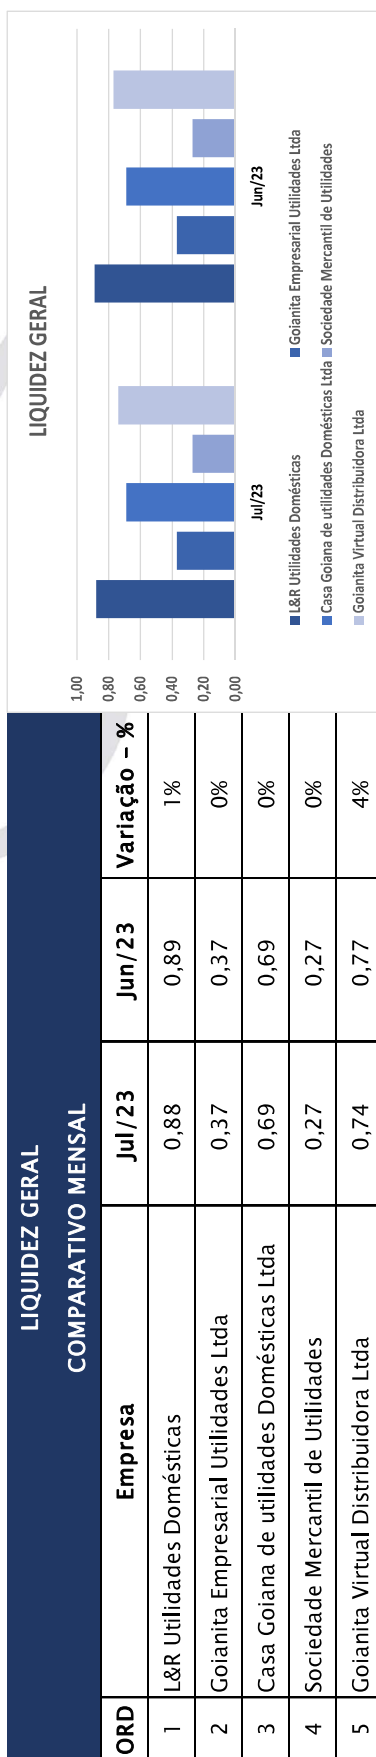 LIQUIDEZ GERAL
COMPARATIVO MENSAL
ORD Empresa Jul/23 Jun/23 Variação - %
1 L&R Utilidades Domésticas 0,88 0,89 1%
2 Goianita Empresarial Utilidades Ltda 0,37 0,37 0%
3 Casa Goiana de utilidades Domésticas Ltda 0,69 0,69 0%
4 Sociedade Mercantil de Utilidades 0,27 0,27 0%
5 Goianita Virtual Distribuidora Ltda 0,74 0,77 4%
LIQUIDEZ GERAL
1,00
0,80
0,60
0,40
0,20
0,00
Jul/23 Jun/23
L&R Utilidades Domésticas Goianita Empresarial Utilidades Ltda
Casa Goiana de utilidades Domésticas Ltda Sociedade Mercantil de Utilidades
Goianita Virtual Distribuidora Ltda